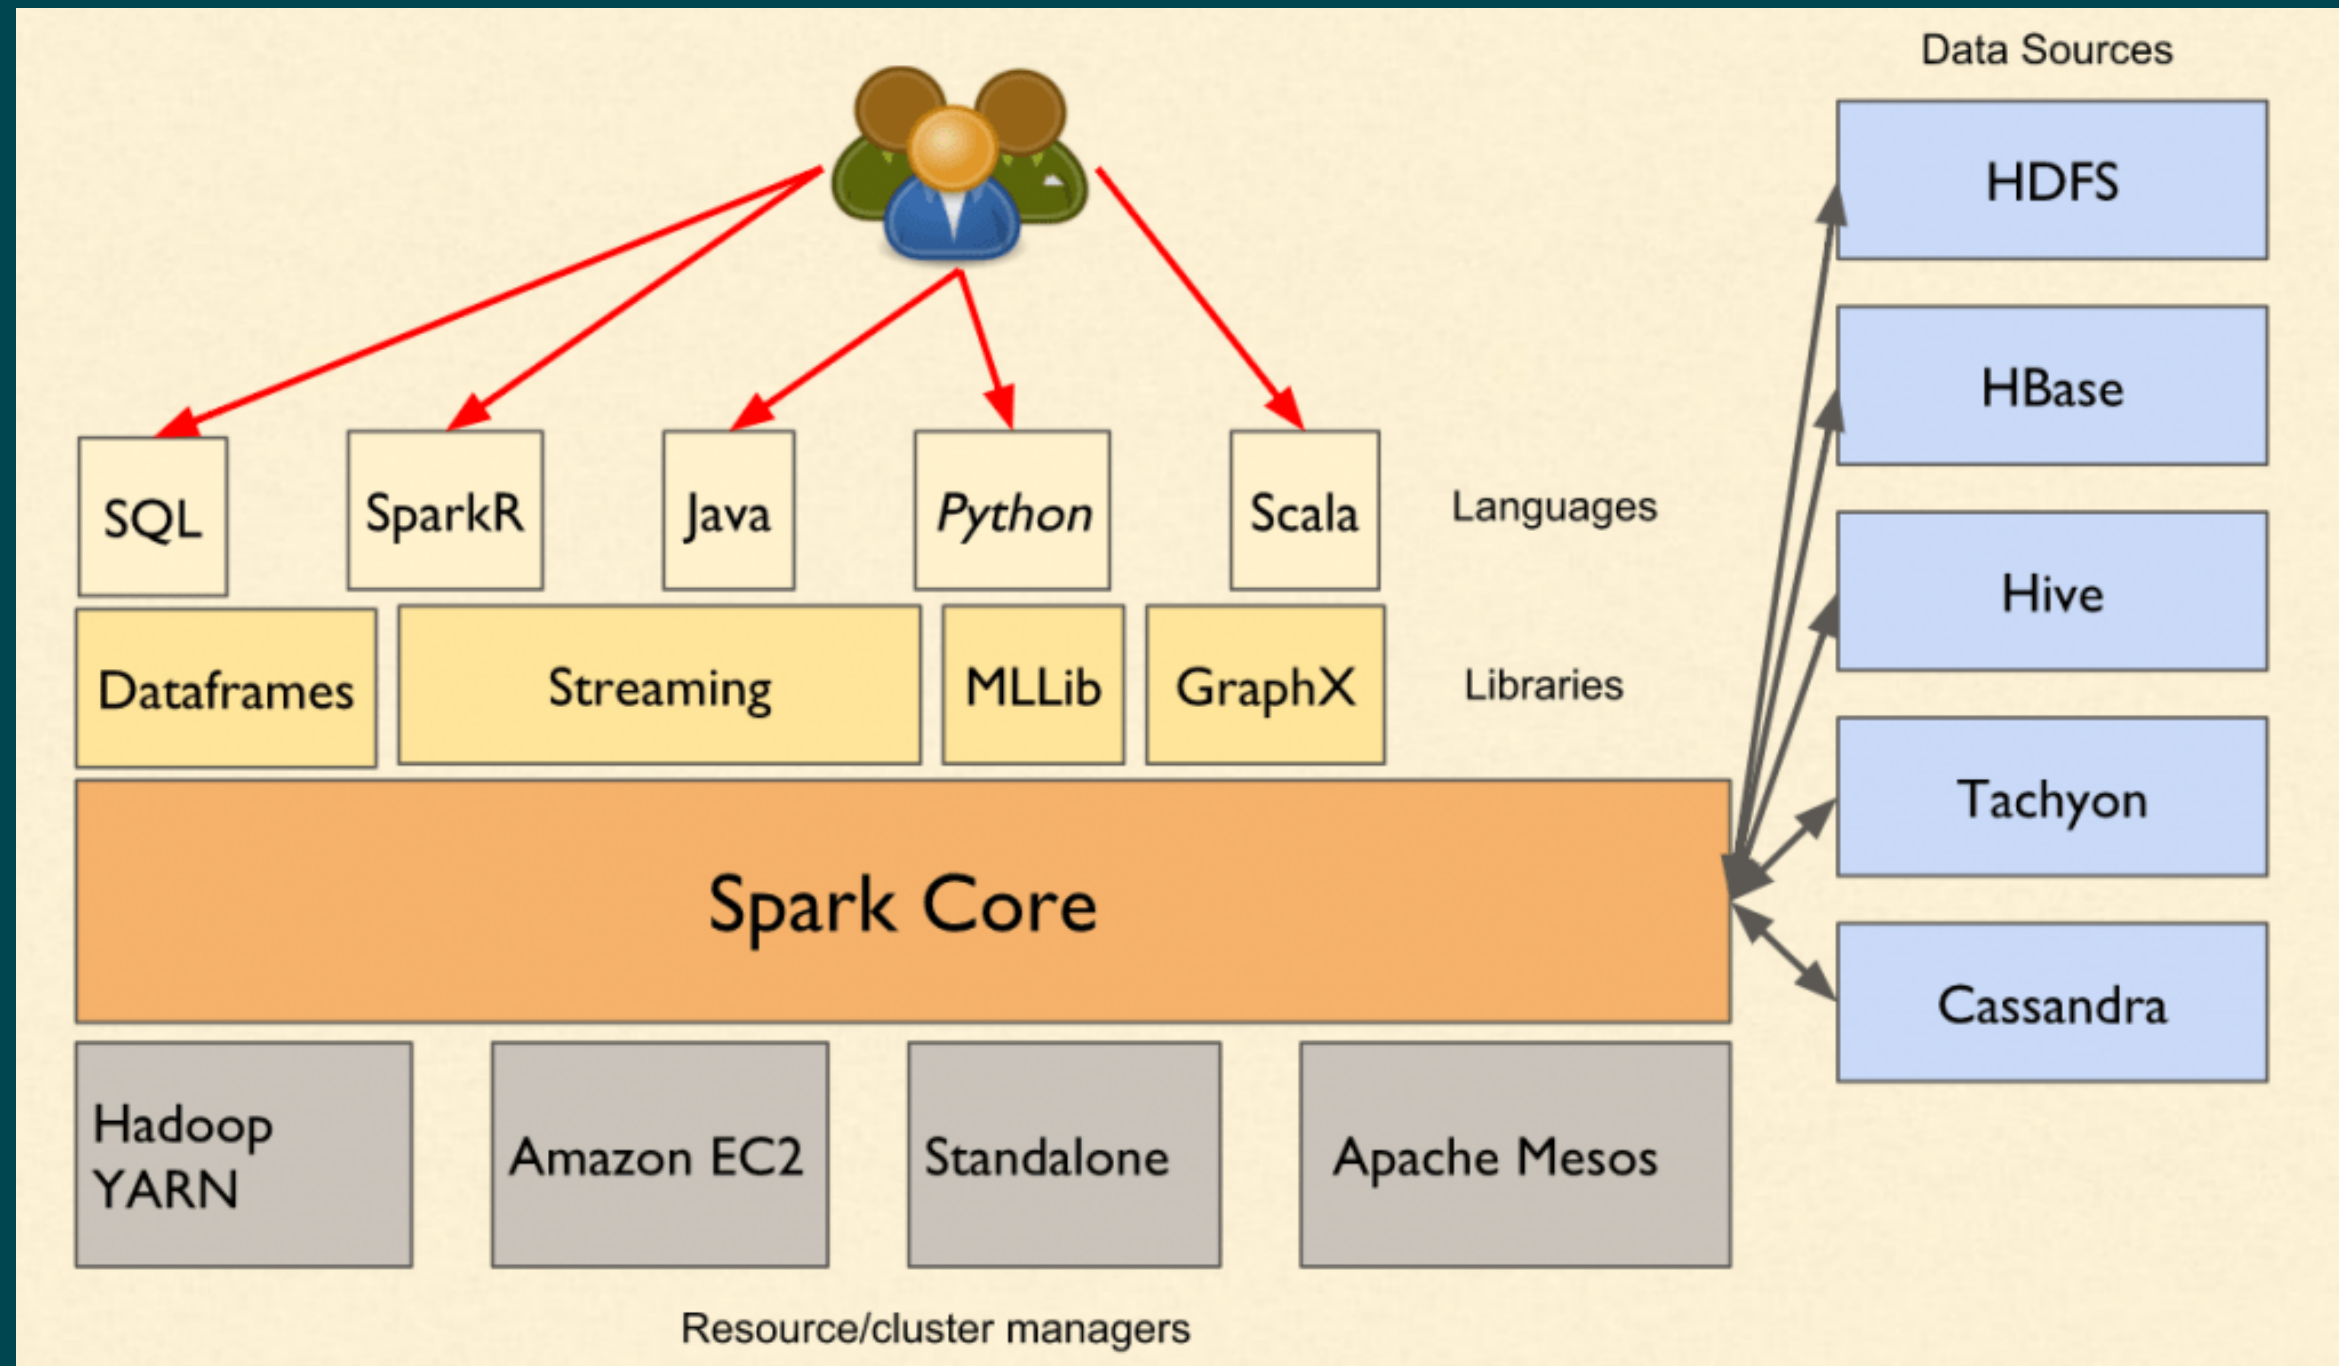 Data Sources
HDFS
HBase
Hive
Tachyon
Cassandra
SQL
SparkR
Java
Python
Scala
Languages
Dataframes
Streaming
MLLib
GraphX
Libraries
Spark Core
Hadoop
YARN
Amazon EC2
Standalone
Apache Mesos
Resource/cluster managers